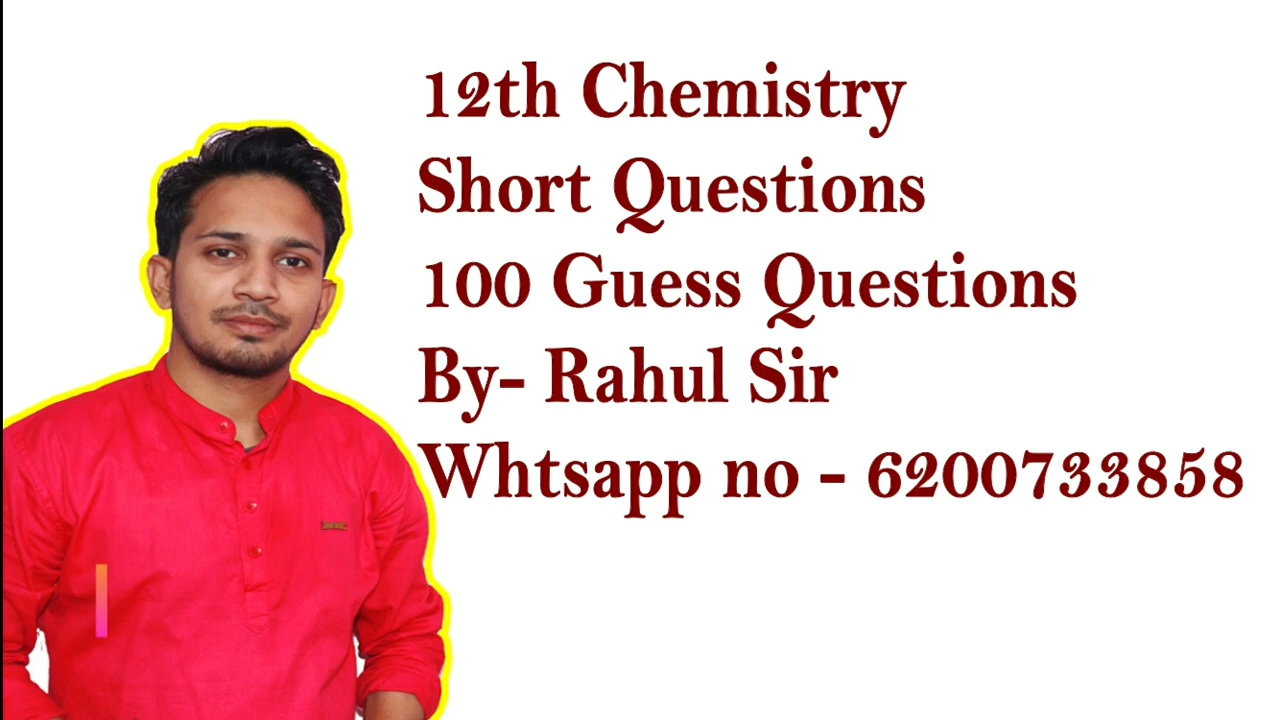 12th Chemistry
Short Questions
100 Guess Questions
By- Rahul Sir
Whtsapp no - 6200733858